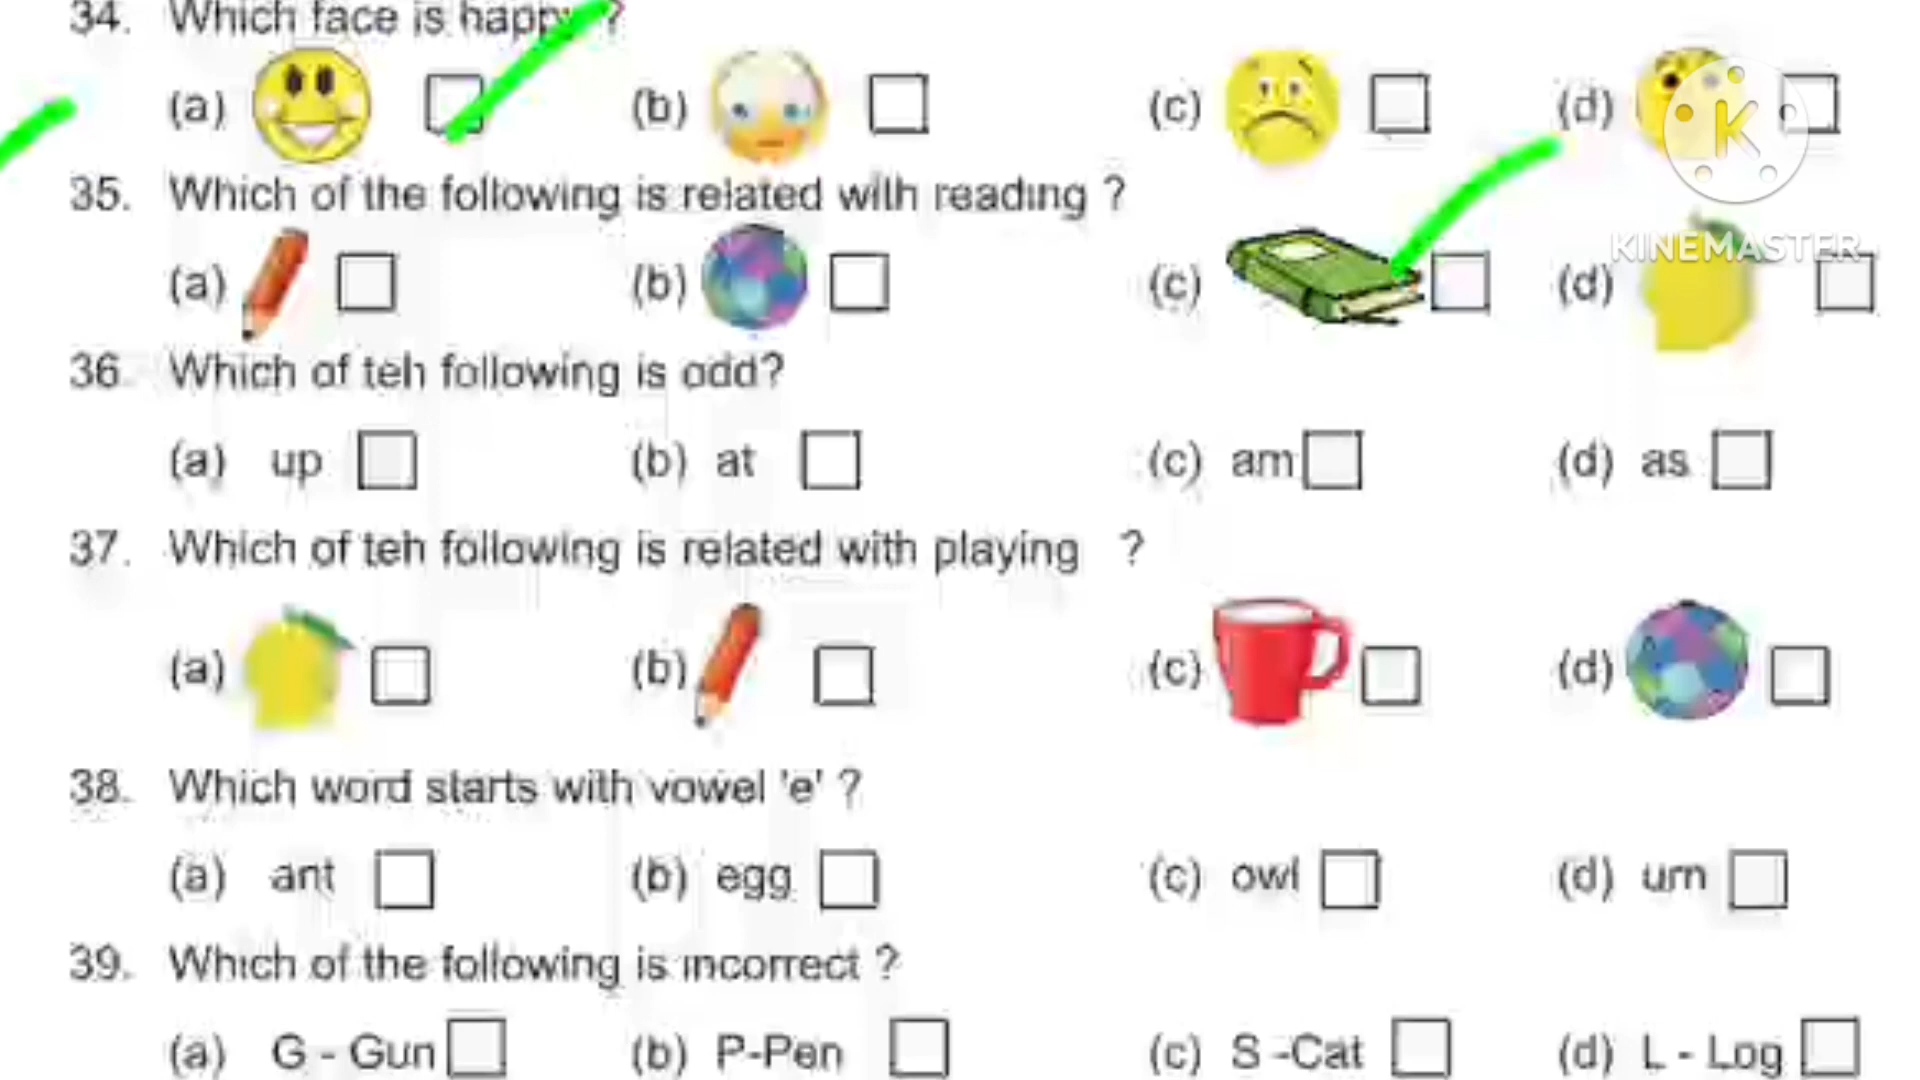 34. Which face is happy ?
(a) (b) (c) (d)
K
KINEMASTER
35. Which of the following is related with reading ?
(a) (b) (c) (d)
36. Which of teh following is odd?
(a) up (b) at (c) am (d) as
37. Which of teh following is related with playing ?
(a) (b) (c) (d)
38. Which word starts with vowel 'e' ?
(a) ant (b) egg (c) owl (d) urn
39. Which of the following is incorrect ?
(a) G - Gun (b) P-Pen (c) S -Cat (d) L - Log